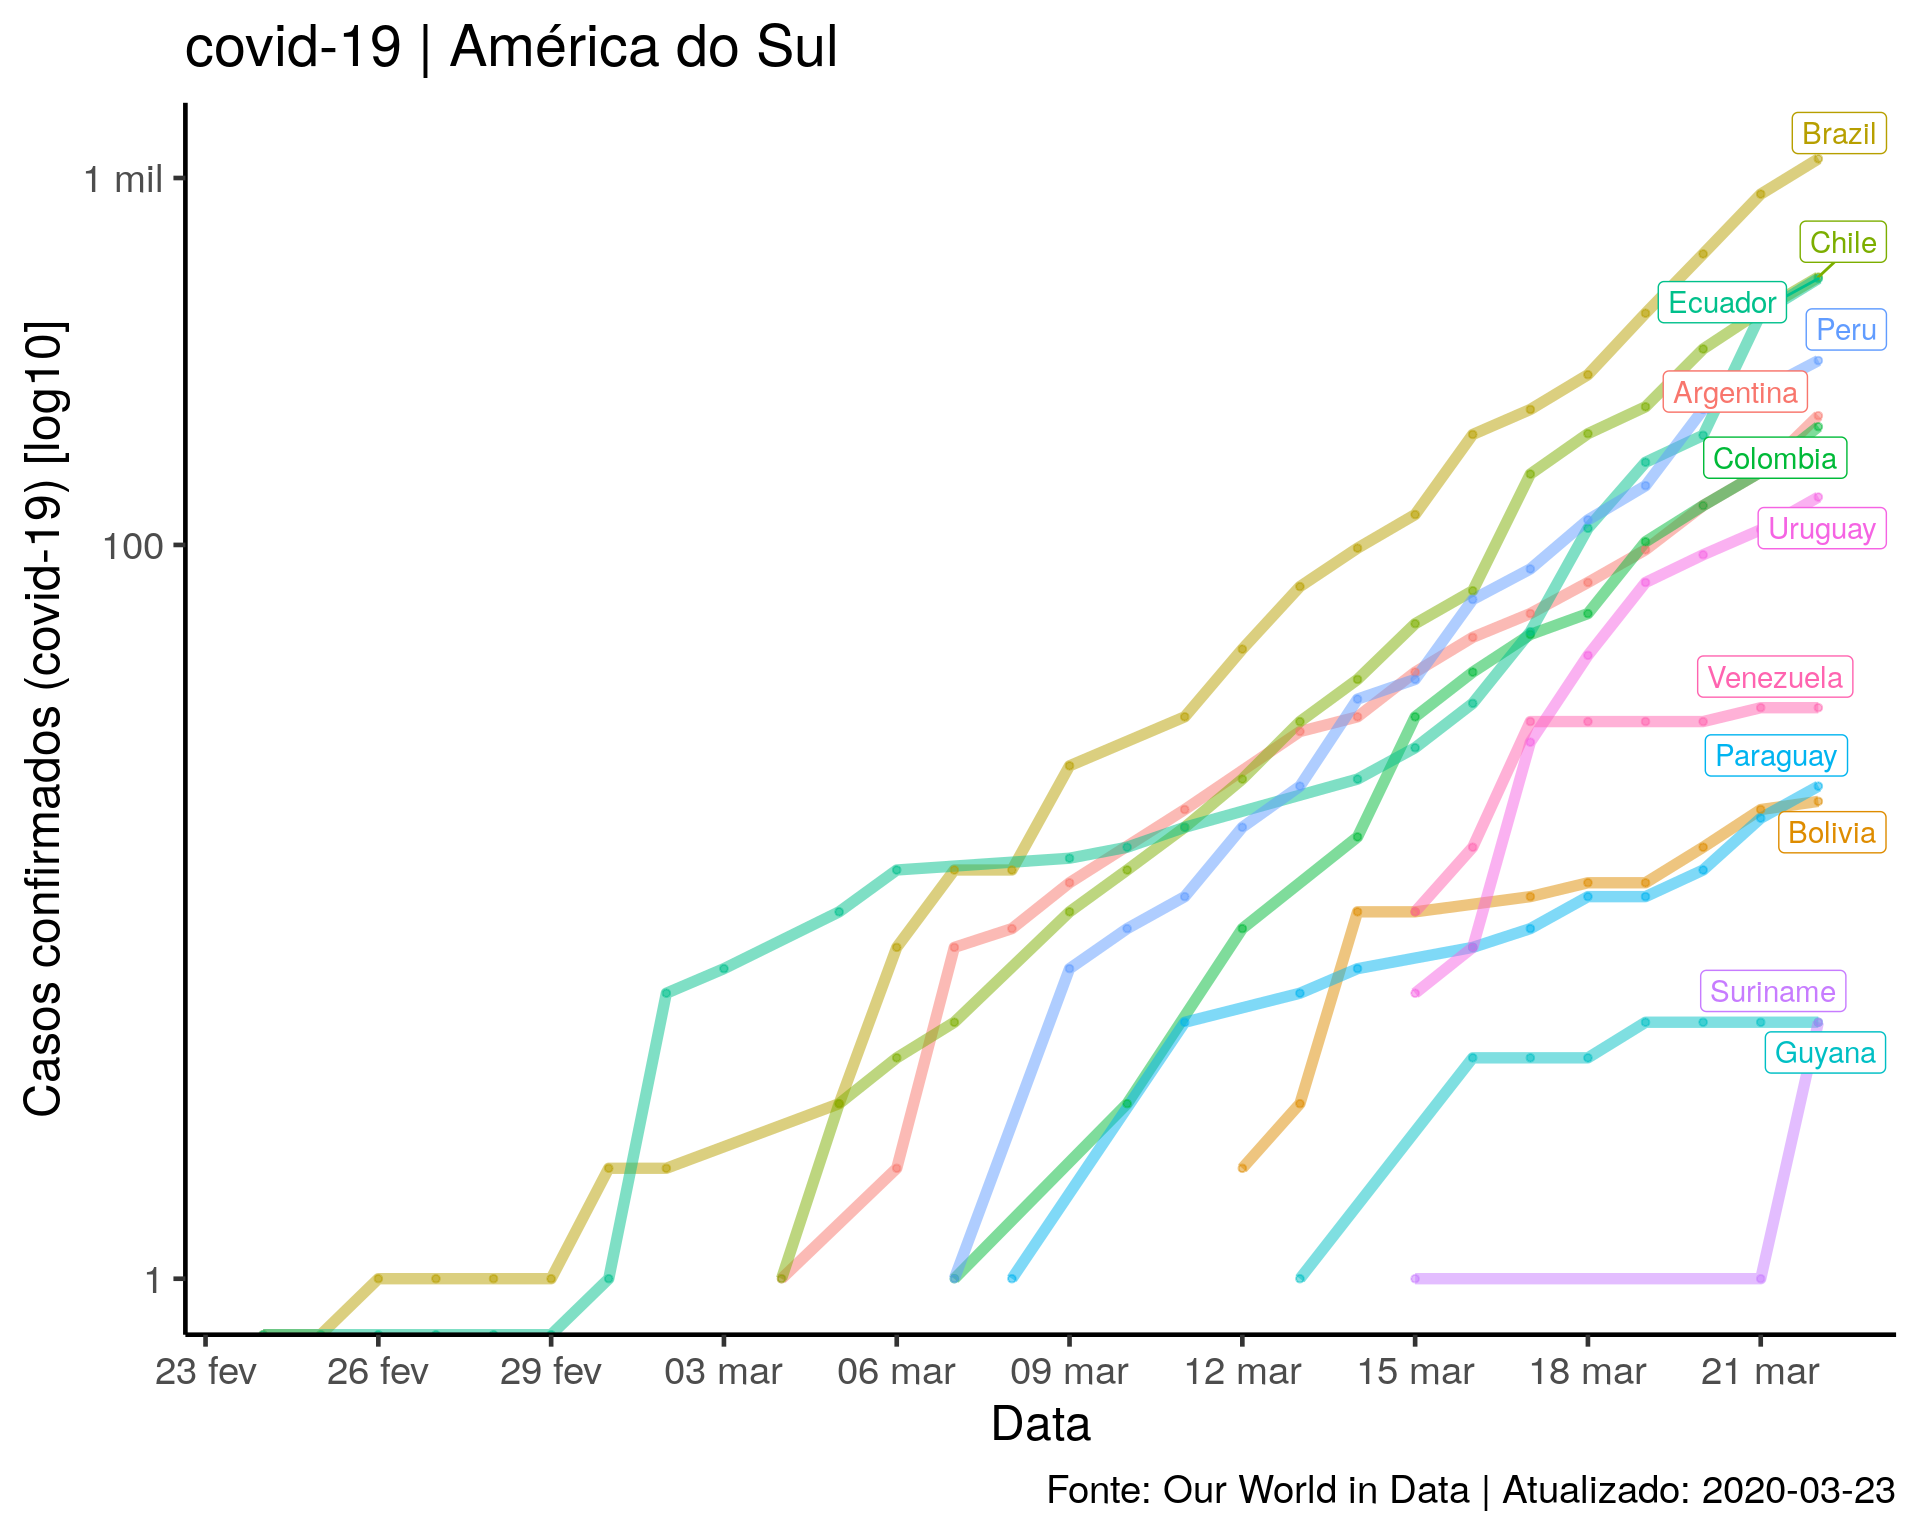 covid-19 | América do Sul
Casos confirmados (covid-19) [log10]
1 mil
100
1
Brazil
Chile
Ecuador
Peru
Argentina
Colombia
Uruguay
Venezuela
Paraguay
Bolivia
Suriname
Guyana
23 fev 26 fev 29 fev 03 mar 06 mar 09 mar 12 mar 15 mar 18 mar 21 mar
Data
Fonte: Our World in Data | Atualizado: 2020-03-23